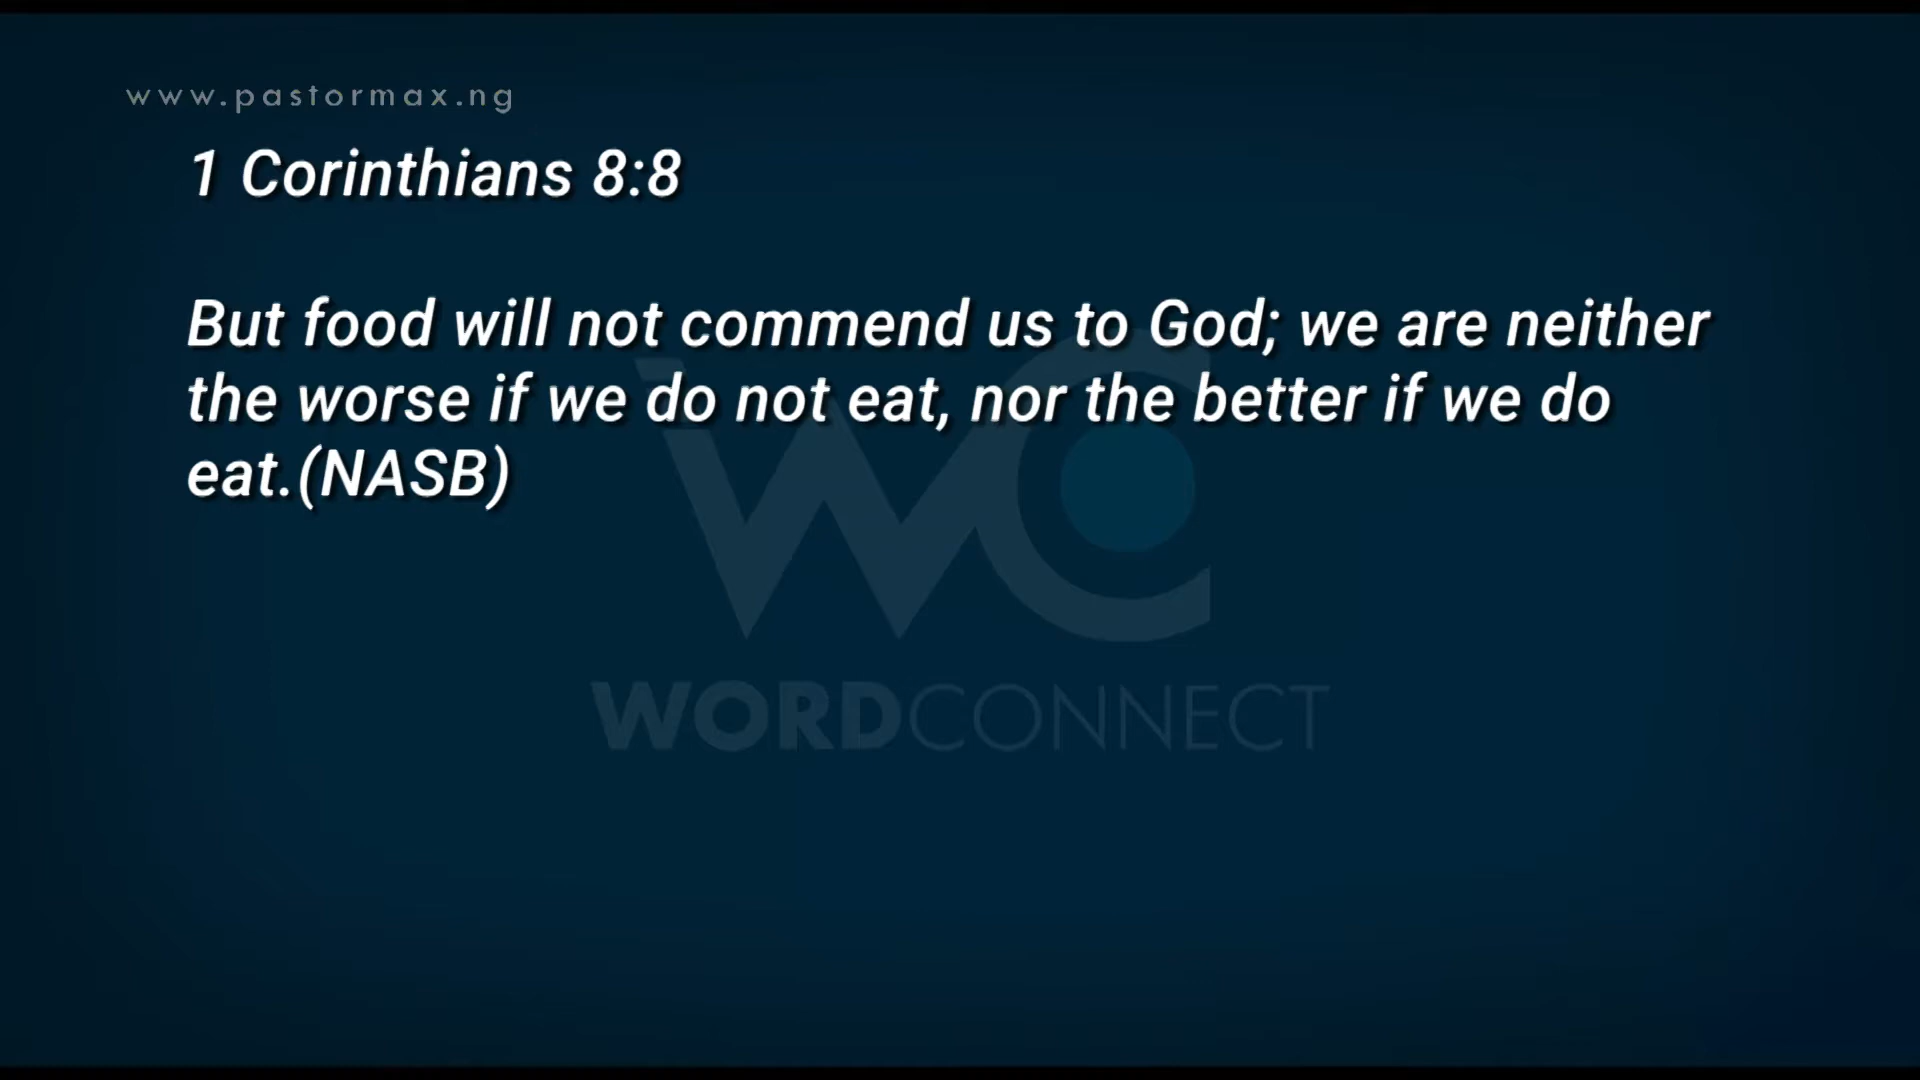 www.pastormax.ng
1 Corinthians 8:8
But food will not commend us to God; we are neither
the worse if we do not eat, nor the better if we do
eat.(NASB)
WC
WORDCONNECT